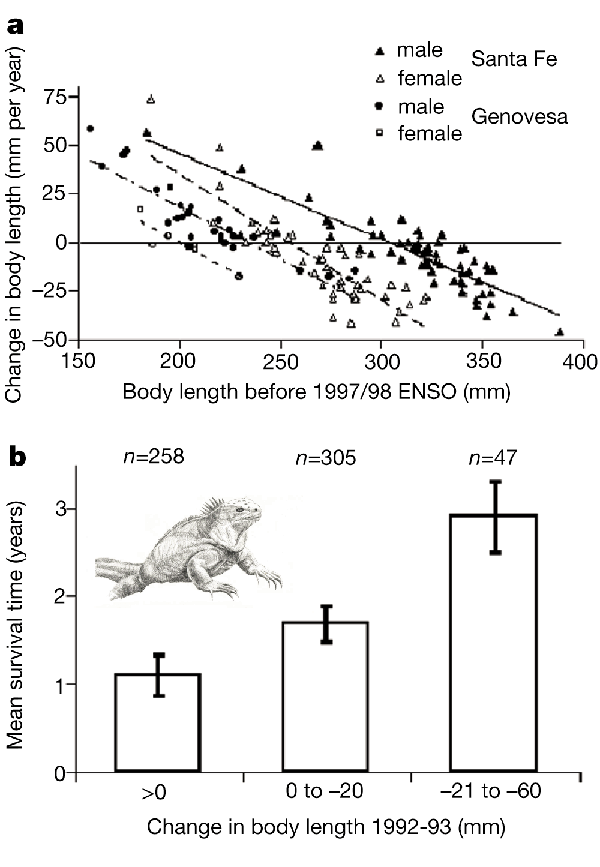 a
male Santa Fe
female
male Genovesa
female
Change in body length (mm per year)
75
50
25
0
–25
–50
150 200 250 300 350 400
Body length before 1997/98 ENSO (mm)
b
n=258 n=305 n=47
Mean survival time (years)
3
2
1
0
>0 0 to –20 –21 to –60
Change in body length 1992-93 (mm)